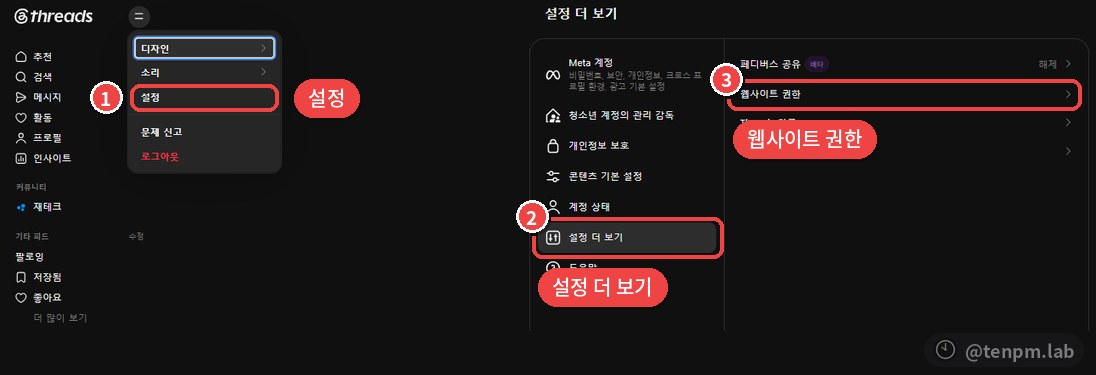 threads
추천
검색
메시지
활동
프로필
인사이트
커뮤니티
재테크
기타 피드
팔로잉
저장됨
좋아요
더 많이 보기
디자인
소리
1
설정
설정
문제 신고
로그아웃
수정
설정 더 보기
Meta 계정
비밀번호, 보안, 개인정보, 크로스 프
로필 환경, 광고 기본 설정
청소년 계정의 관리 감독
개인정보 보호
콘텐츠 기본 설정
계정 상태
2
설정 더 보기
도움말
설정 더 보기
페디버스 공유 베타
해제
3
웹사이트 권한
웹사이트 권한
@tenpm.lab